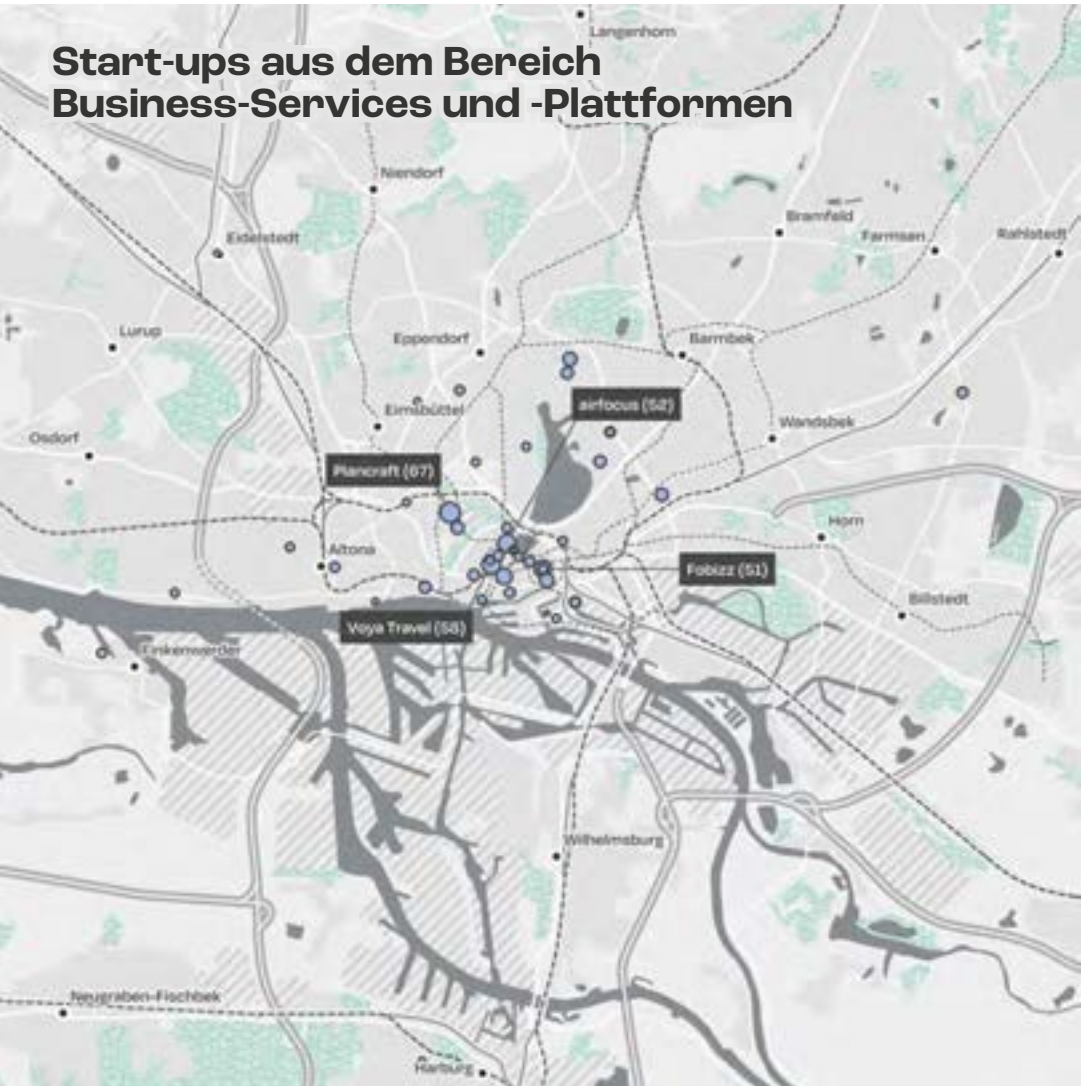 Start-ups aus dem Bereich
Business-Services und -Plattformen
Langenhorn
Niendorf
Bramfeld
Eidelstedt
Farmsen
Rahlstedt
Lurup
Eppendorf
Barmbek
airfocus (52)
Eimsbüttel
Wandsbek
Osdorf
Plancraft (67)
Horn
Altona
Fobizz (51)
Billstedt
Voya Travel (58)
Finkenwerder
Wilhelmsburg
Neugraben-Fischbek
Harburg